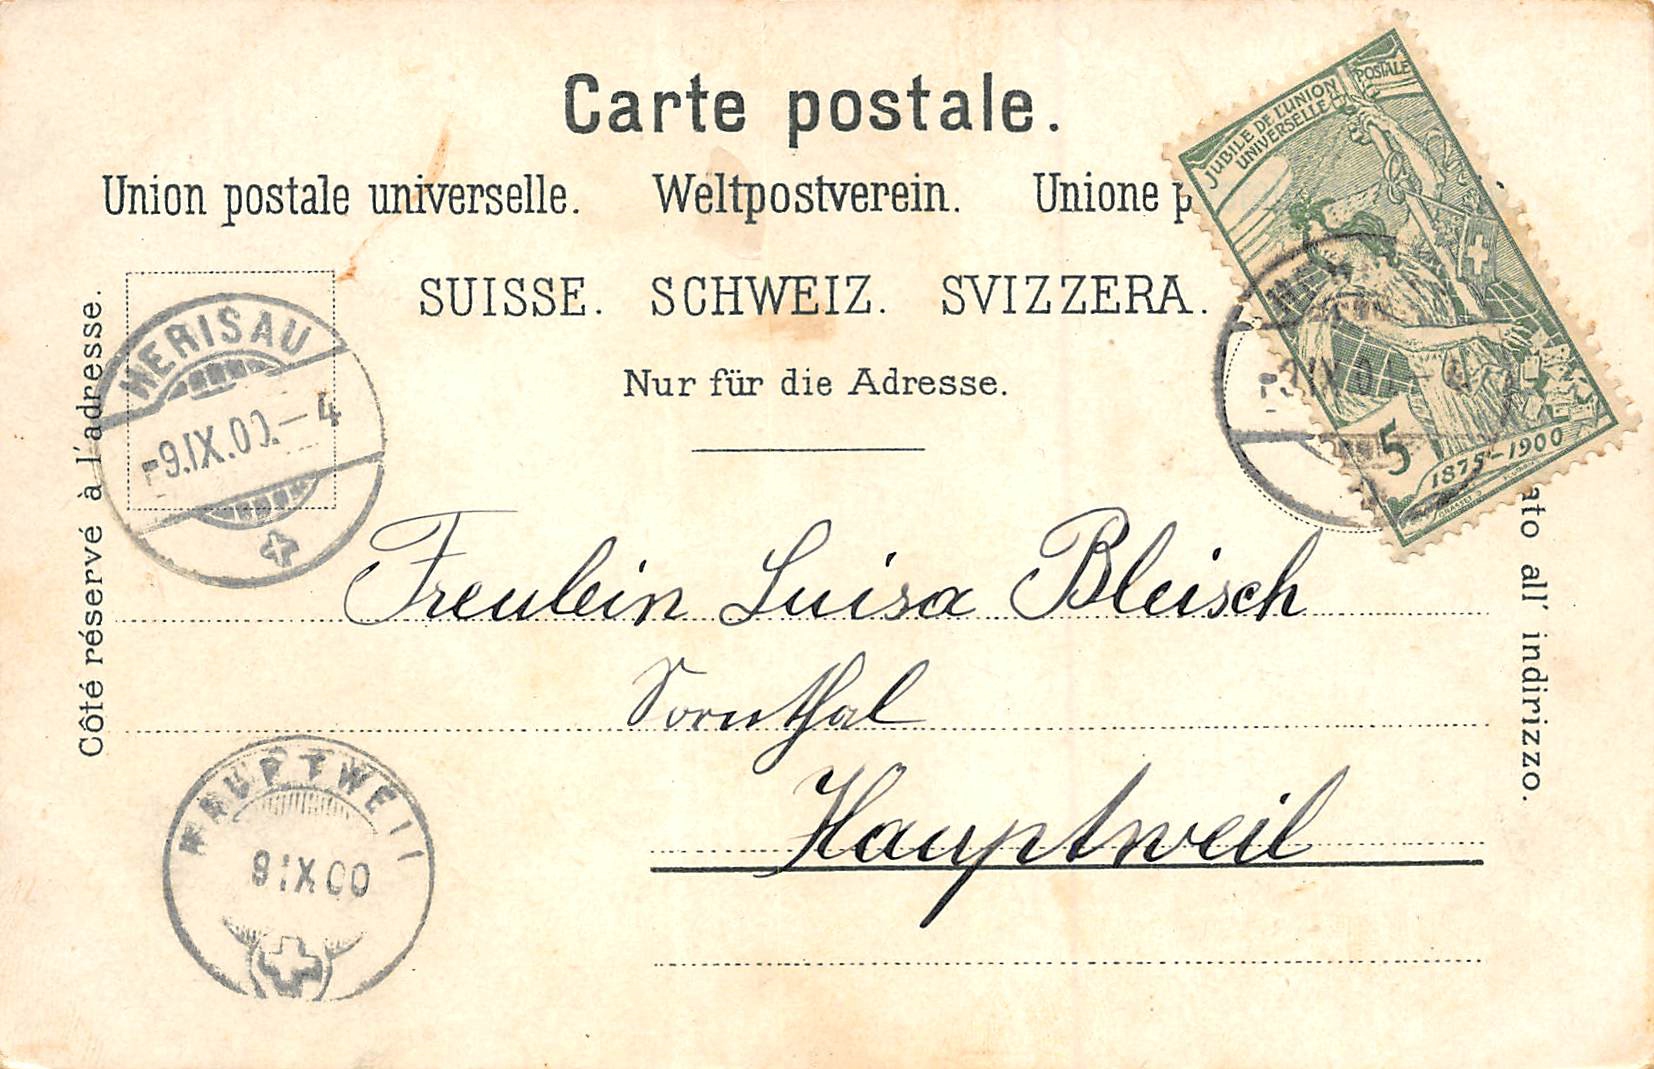 Carte postale.
Union postale universelle. Weltpostverein. Unione
SUISSE. SCHWEIZ. SVIZZERA.
Nur für die Adresse.
Côté réservé à l'adresse.
ato all' indirizzo.
JUBILÉ DE L'UNION
UNIVERSELLE POSTALE
5
1875-1900
HERISAU
-9.IX.00.-4
Freulein Luisa Bleisch
Sornthal
Hauptweil
HAUPTWEIL
9 IX 00